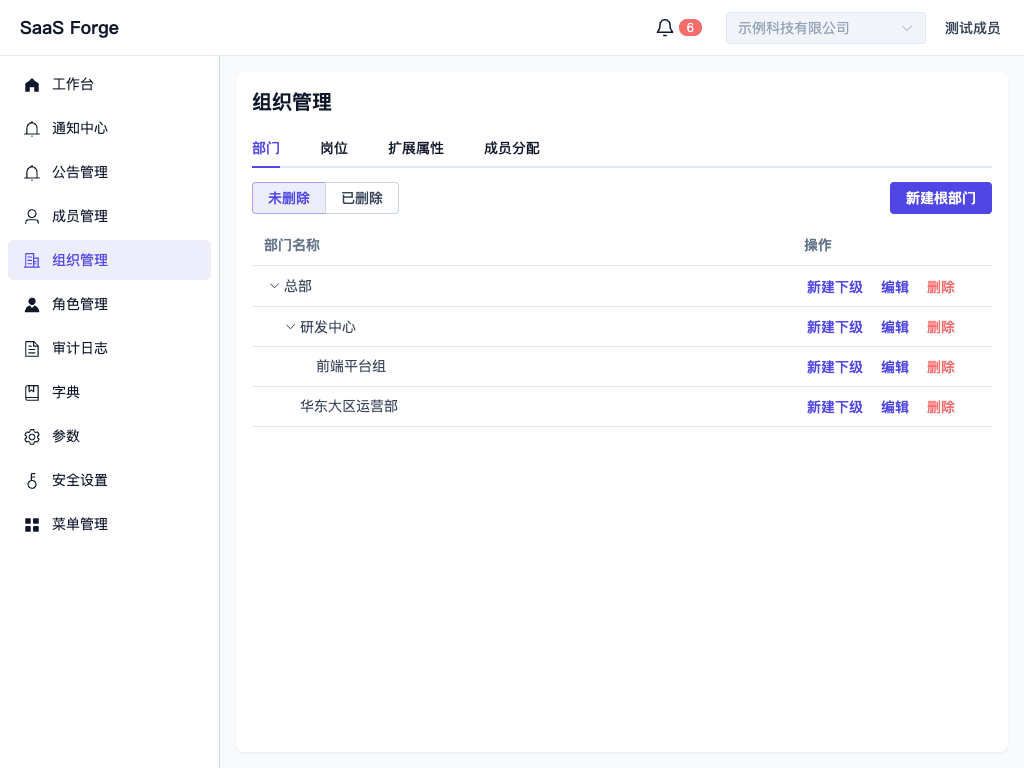 SaaS Forge
6
示例科技有限公司
测试成员
工作台
通知中心
公告管理
成员管理
组织管理
角色管理
审计日志
字典
参数
安全设置
菜单管理
组织管理
部门 岗位 扩展属性 成员分配
未删除 已删除 新建根部门
部门名称 操作
总部 新建下级 编辑 删除
研发中心 新建下级 编辑 删除
前端平台组 新建下级 编辑 删除
华东大区运营部 新建下级 编辑 删除